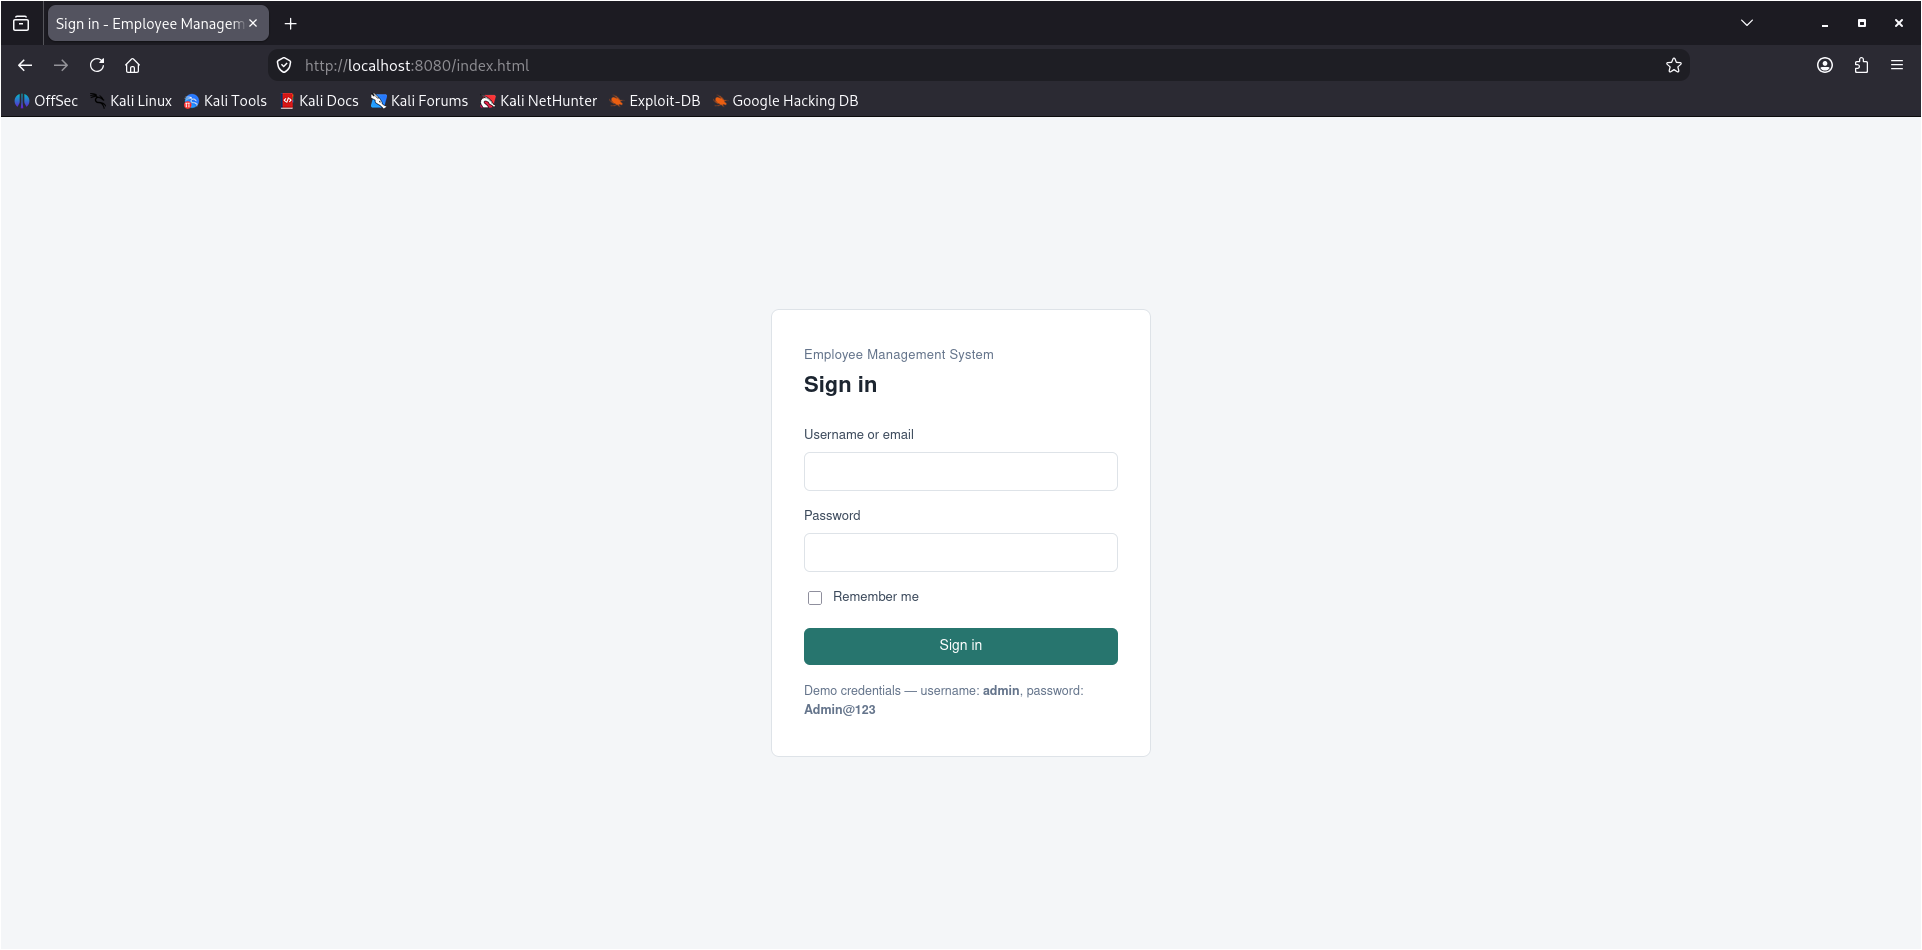 Sign in - Employee Managem
http://localhost:8080/index.html
OffSec Kali Linux Kali Tools Kali Docs Kali Forums Kali NetHunter Exploit-DB Google Hacking DB
Employee Management System
Sign in
Username or email
Password
Remember me
Sign in
Demo credentials — username: admin, password:
Admin@123